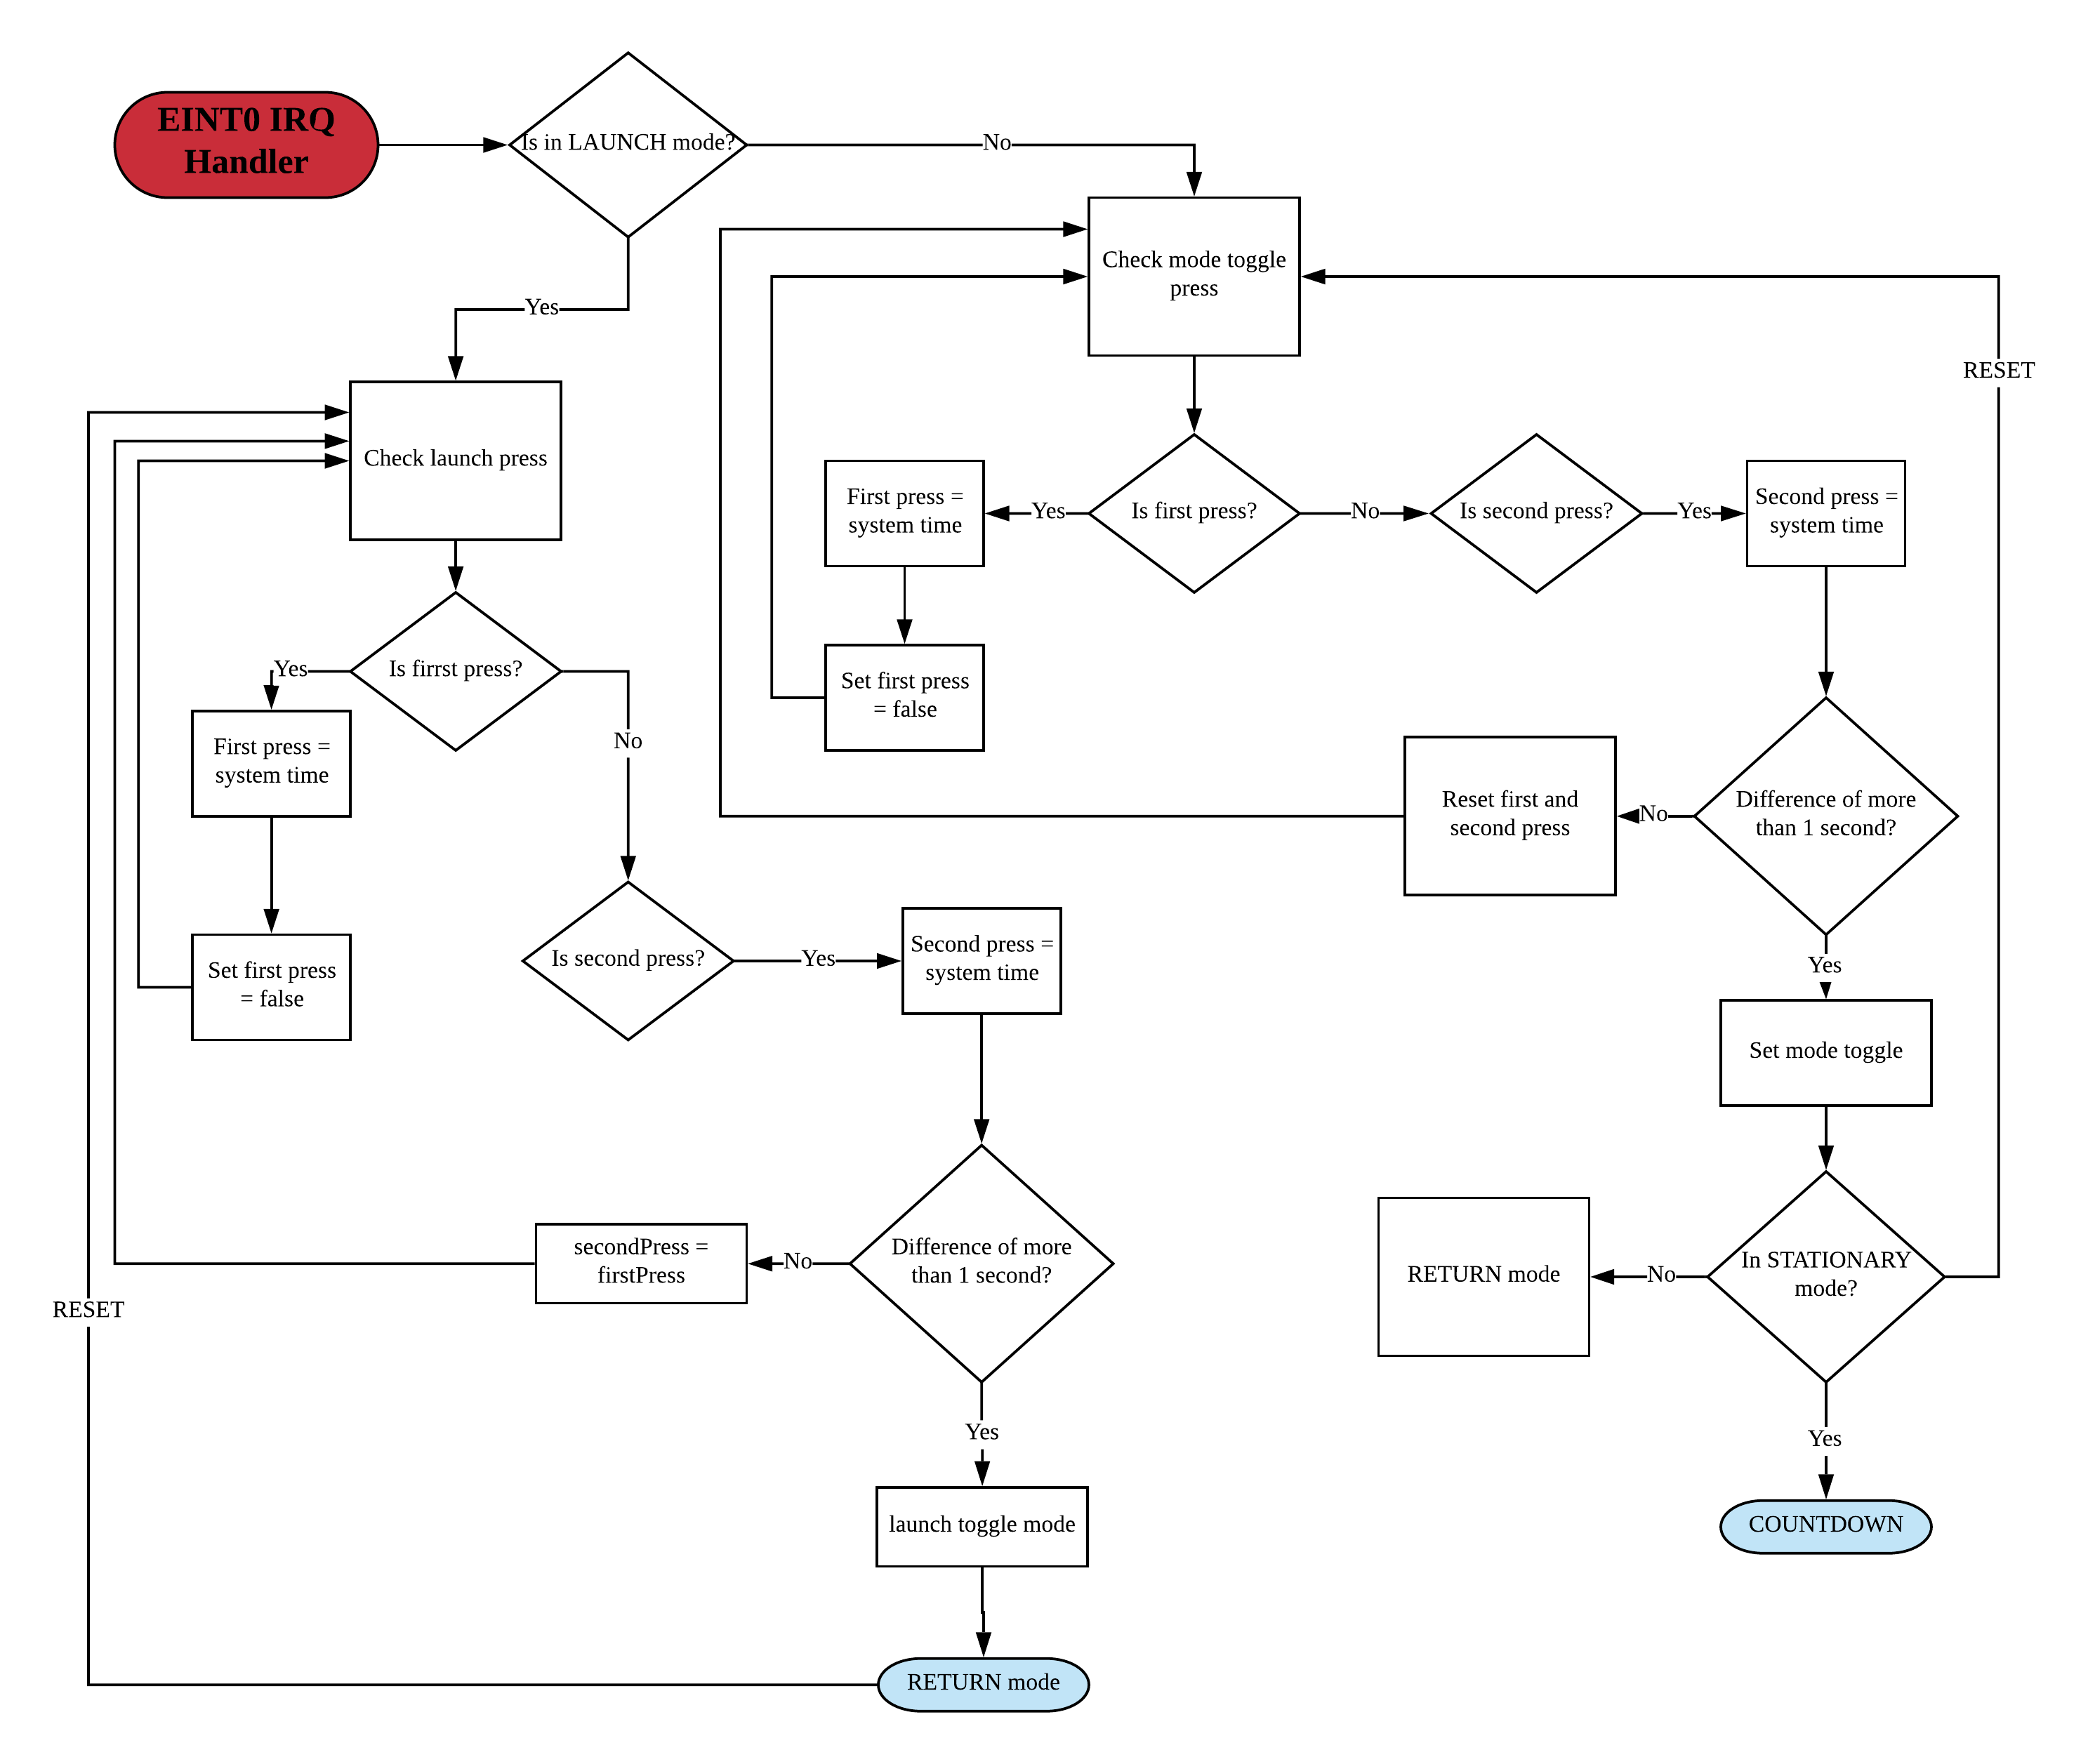 EINT0 IRQ
Handler
Is in LAUNCH mode?
No
Yes
Check mode toggle
press
RESET
Check launch press
First press =
system time
Yes
Is first press?
No
Is second press?
Yes
Second press =
system time
Yes
Is firrst press?
No
Set first press
= false
First press =
system time
Reset first and
second press
No
Difference of more
than 1 second?
Yes
Set first press
= false
Is second press?
Yes
Second press =
system time
Set mode toggle
RESET
secondPress =
firstPress
No
Difference of more
than 1 second?
RETURN mode
No
In STATIONARY
mode?
Yes
Yes
launch toggle mode
COUNTDOWN
RETURN mode